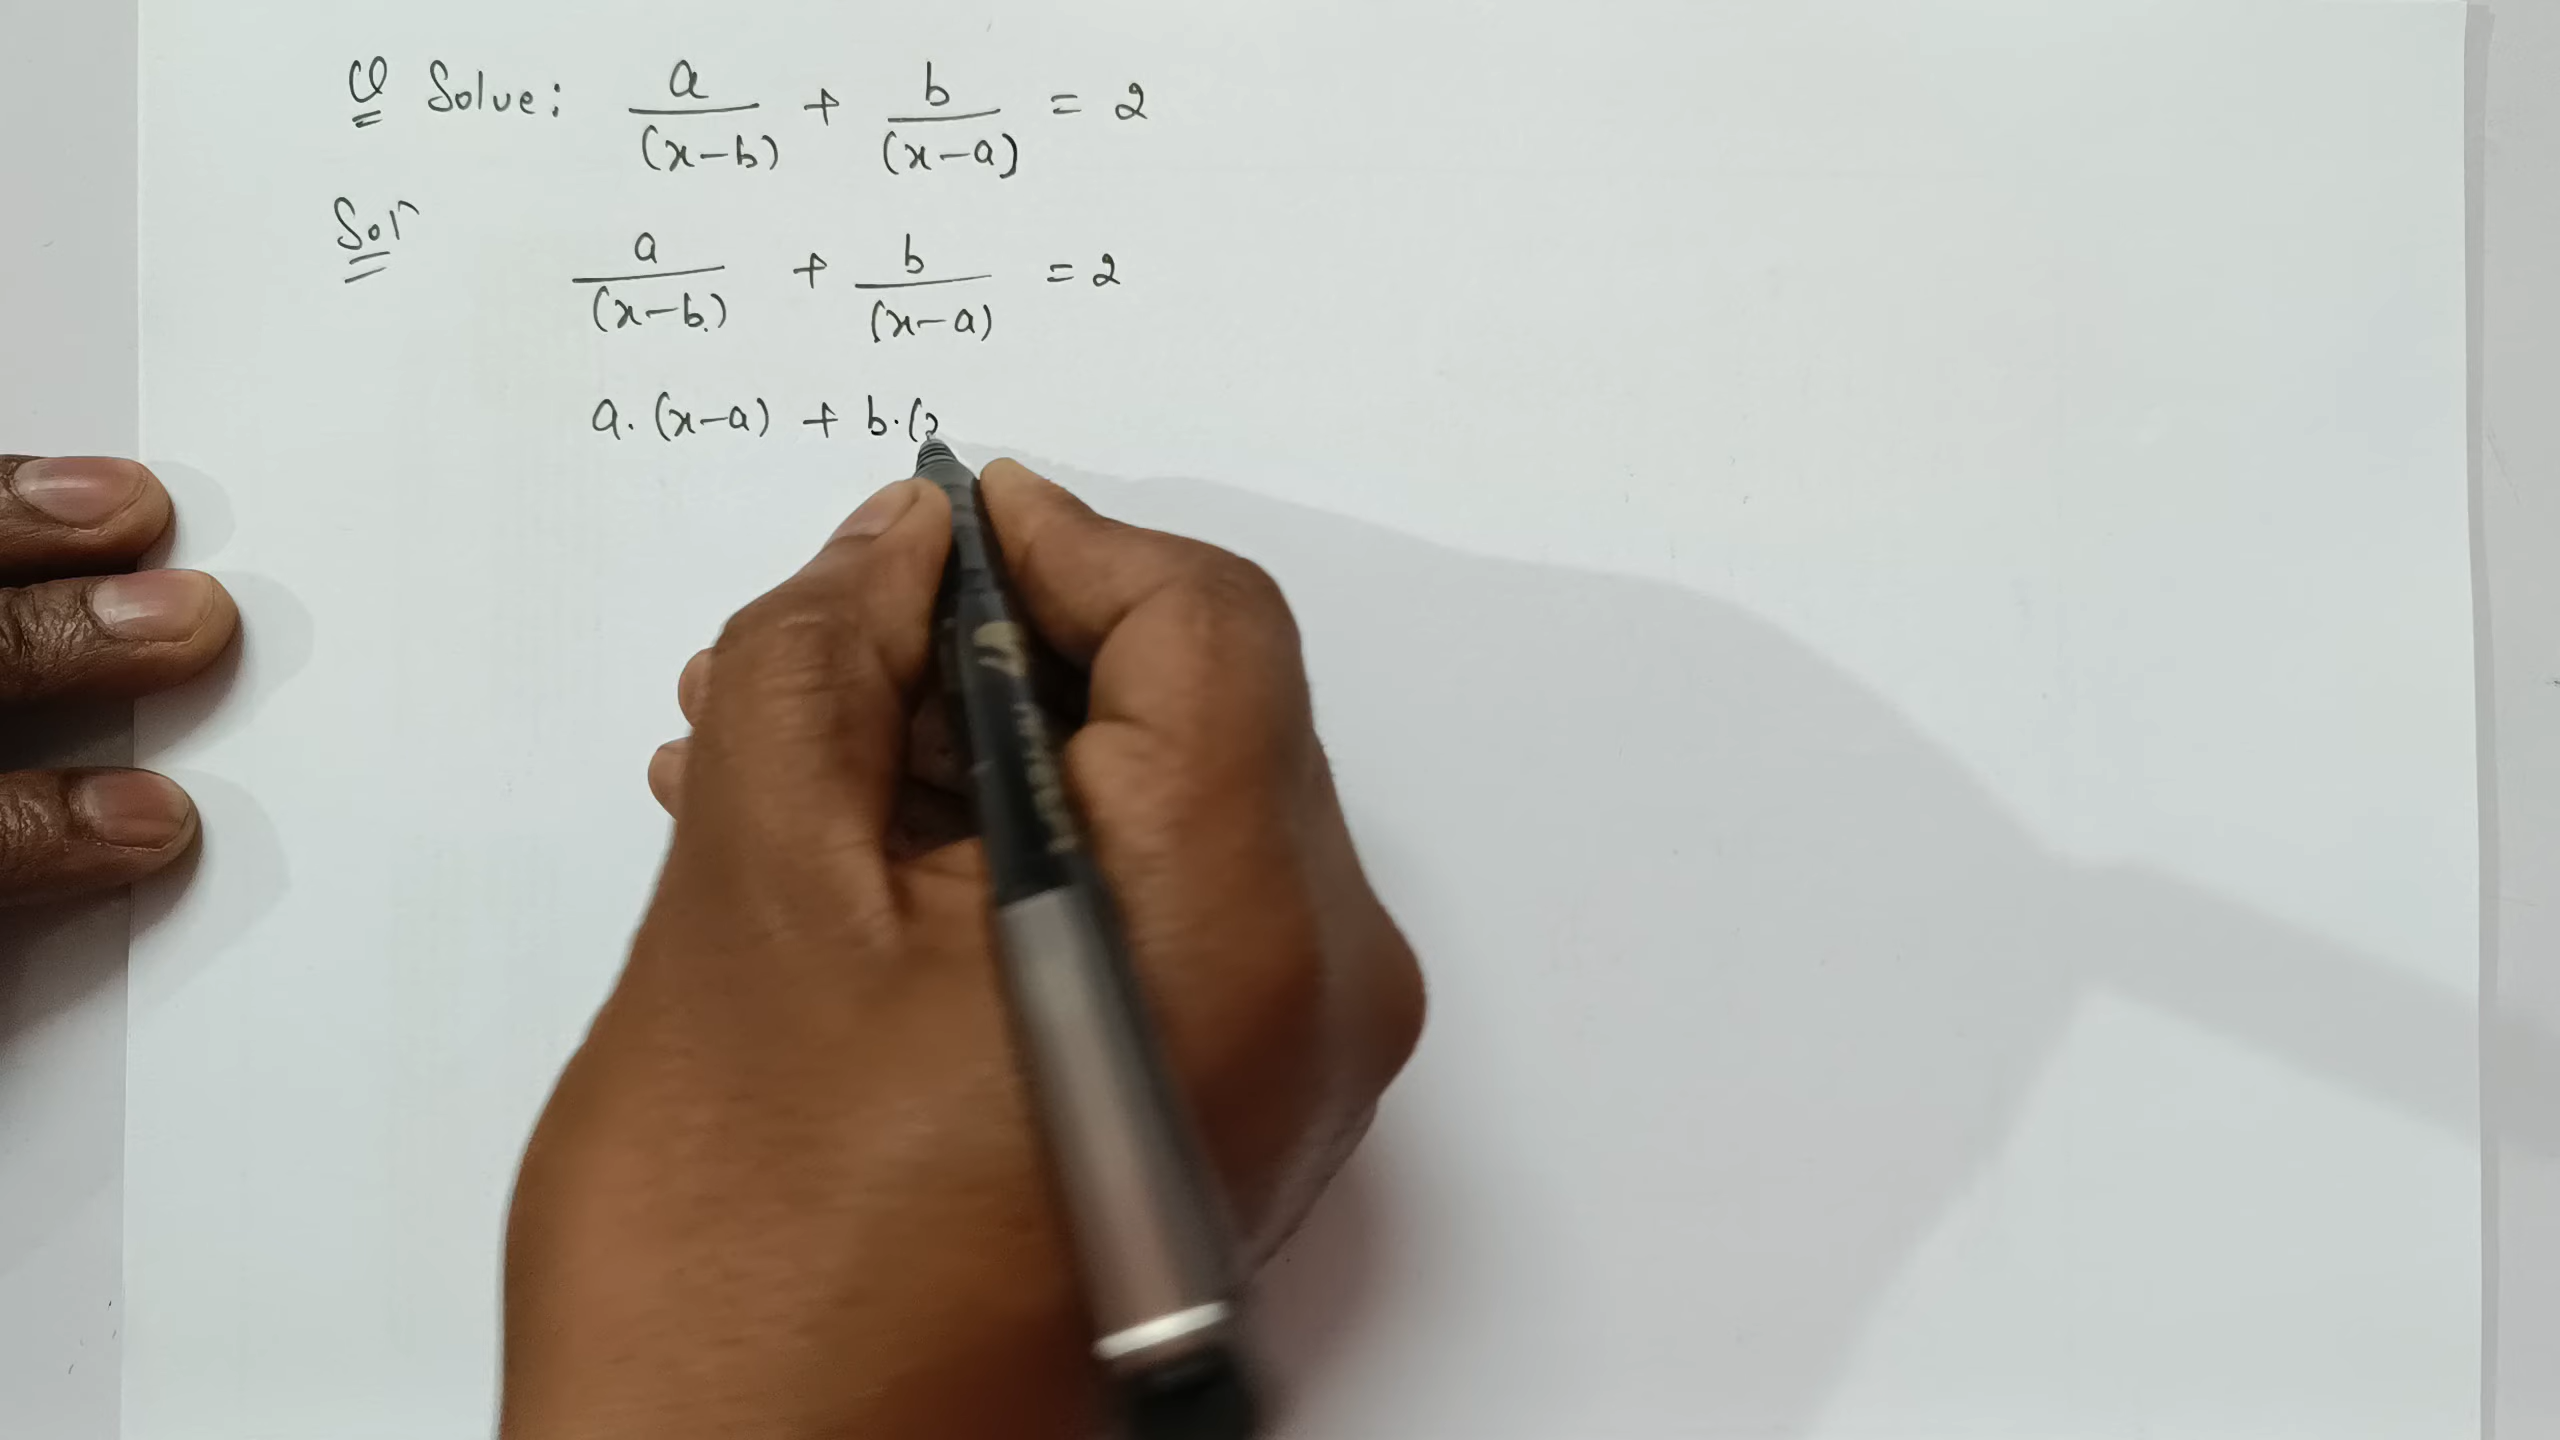 Q Solve: a/(x-b) + b/(x-a) = 2
Sol^n a/(x-b) + b/(x-a) = 2
a.(x-a) + b.(